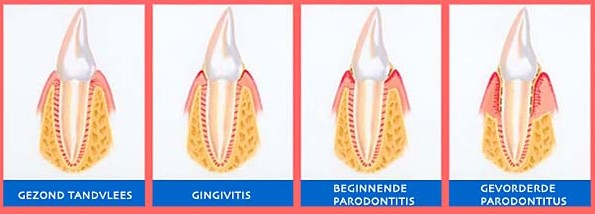 GEZOND TANDVLEES
GINGIVITIS
BEGINNENDE
PARODONTITIS
GEVORDERDE
PARODONTITUS